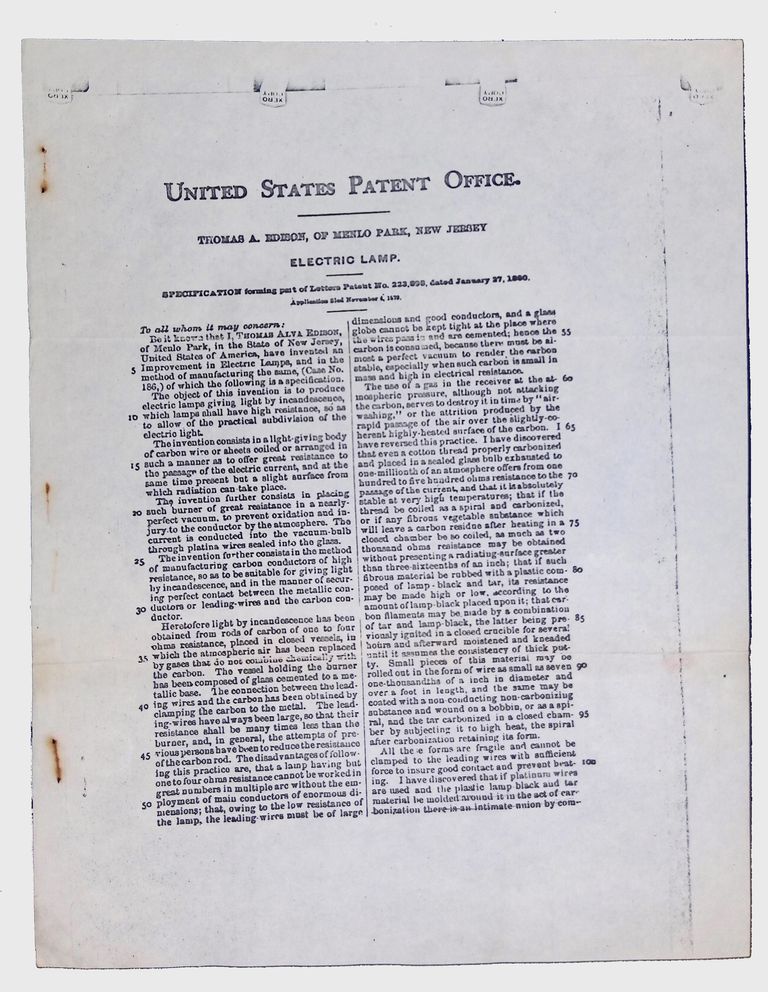 XERO COPY XERO COPY XERO COPY XERO
UNITED STATES PATENT OFFICE.
THOMAS A. EDISON, OF MENLO PARK, NEW JERSEY
ELECTRIC LAMP.
SPECIFICATION forming part of Letters Patent No. 223,898, dated January 27, 1880.
Application filed November 4, 1879.
To all whom it may concern:
Be it known that I, THOMAS ALVA EDISON,
of Menlo Park, in the State of New Jersey,
United States of America, have invented an
5 Improvement in Electric Lamps, and in the
method of manufacturing the same, (Case No.
186,) of which the following is a specification.
The object of this invention is to produce
electric lamps giving light by incandescence,
10 which lamps shall have high resistance, so as
to allow of the practical subdivision of the
electric light.
The invention consists in a light-giving body
of carbon wire or sheets coiled or arranged in
15 such a manner as to offer great resistance to
the passage of the electric current, and at the
same time present but a slight surface from
which radiation can take place.
The invention further consists in placing
20 such burner of great resistance in a nearly-
perfect vacuum, to prevent oxidation and in-
jury to the conductor by the atmosphere. The
current is conducted into the vacuum-bulb
through platina wires sealed into the glass.
25 The invention further consists in the method
of manufacturing carbon conductors of high
resistance, so as to be suitable for giving light
by incandescence, and in the manner of secur-
ing perfect contact between the metallic con-
30 ductors or leading-wires and the carbon con-
ductor.
Heretofere light by incandescence has been
obtained from rods of carbon of one to four
ohms resistance, placed in closed vessels, in
35 which the atmospheric air has been replaced
by gases that do not combine chemically with
the carbon. The vessel holding the burner
has been composed of glass cemented to a me-
tallic base. The connection between the lead-
40 ing wires and the carbon has been obtained by
clamping the carbon to the metal. The lead-
ing-wires have always been large, so that their
resistance shall be many times less than the
burner, and, in general, the attempts of pre-
45 vious persons have been to reduce the resistance
of the carbon rod. The disadvantages of follow-
ing this practice are, that a lamp having but
one to four ohms resistance cannot be worked in
great numbers in multiple arc without the em-
50 ployment of main conductors of enormous di-
mensions; that, owing to the low resistance of
the lamp, the leading-wires must be of large
dimensions and good conductors, and a glass
globe cannot be kept tight at the place where
the wires pass in and are cemented; hence the 55
carbon is consumed, because there must be al-
most a perfect vacuum to render the carbon
stable, especially when such carbon is small in
mass and high in electrical resistance.
The use of a gas in the receiver at the at- 60
mospheric pressure, although not attacking
the carbon, serves to destroy it in time by "air-
washing," or the attrition produced by the
rapid passage of the air over the slightly-co-
herent highly-heated surface of the carbon. I 65
have reversed this practice. I have discovered
that even a cotton thread properly carbonized
and placed in a sealed glass bulb exhausted to
one-millionth of an atmosphere offers from one
hundred to five hundred ohms resistance to the 70
passage of the current, and that it is absolutely
stable at very high temperatures; that if the
thread be coiled as a spiral and carbonized,
or if any fibrous vegetable substance which
will leave a carbon residue after heating in a 75
closed chamber be so coiled, as much as two
thousand ohms resistance may be obtained
without presenting a radiating-surface greater
than three-sixteenths of an inch; that if such
fibrous material be rubbed with a plastic com- 80
posed of lamp-black and tar, its resistance
may be made high or low, according to the
amount of lamp-black placed upon it; that car-
bon filaments may be made by a combination
of tar and lamp-black, the latter being pre- 85
viously ignited in a closed crucible for several
hours and afterward moistened and kneaded
until it assumes the consistency of thick put-
ty. Small pieces of this material may be
rolled out in the form of wire as small as seven 90
one-thousandths of a inch in diameter and
over a foot in length, and the same may be
coated with a non-conducting non-carbonizing
substance and wound on a bobbin, or as a spi-
ral, and the tar carbonized in a closed cham- 95
ber by subjecting it to high heat, the spiral
after carbonization retaining its form.
All these forms are fragile and cannot be
clamped to the leading wires with sufficient
force to insure good contact and prevent heat- 100
ing. I have discovered that if platinum wires
are used and the plastic lamp-black and tar
material be molded around it in the act of car-
bonization there is an intimate union by com-